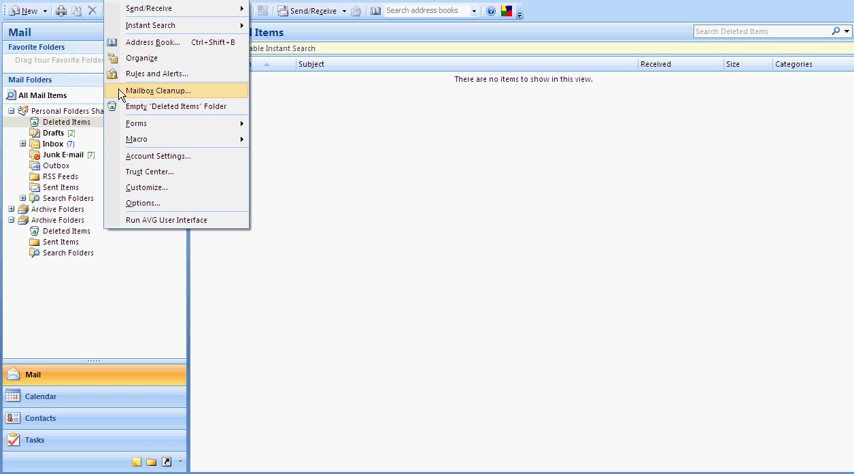 New
Send/Receive
Search address books
Mail
Items
Search Deleted Items
Favorite Folders
able Instant Search
Drag Your Favorite Folde
Subject
Received
Size
Categories
There are no items to show in this view.
Mail Folders
All Mail Items
Personal Folders Sha
Deleted Items
Drafts [2]
Inbox (7)
Junk E-mail [7]
Outbox
RSS Feeds
Sent Items
Search Folders
Archive Folders
Archive Folders
Deleted Items
Sent Items
Search Folders
Send/Receive
Instant Search
Address Book... Ctrl+Shift+B
Organize
Rules and Alerts...
Mailbox Cleanup...
Empty "Deleted Items" Folder
Forms
Macro
Account Settings...
Trust Center...
Customize...
Options...
Run AVG User Interface
Mail
Calendar
Contacts
Tasks